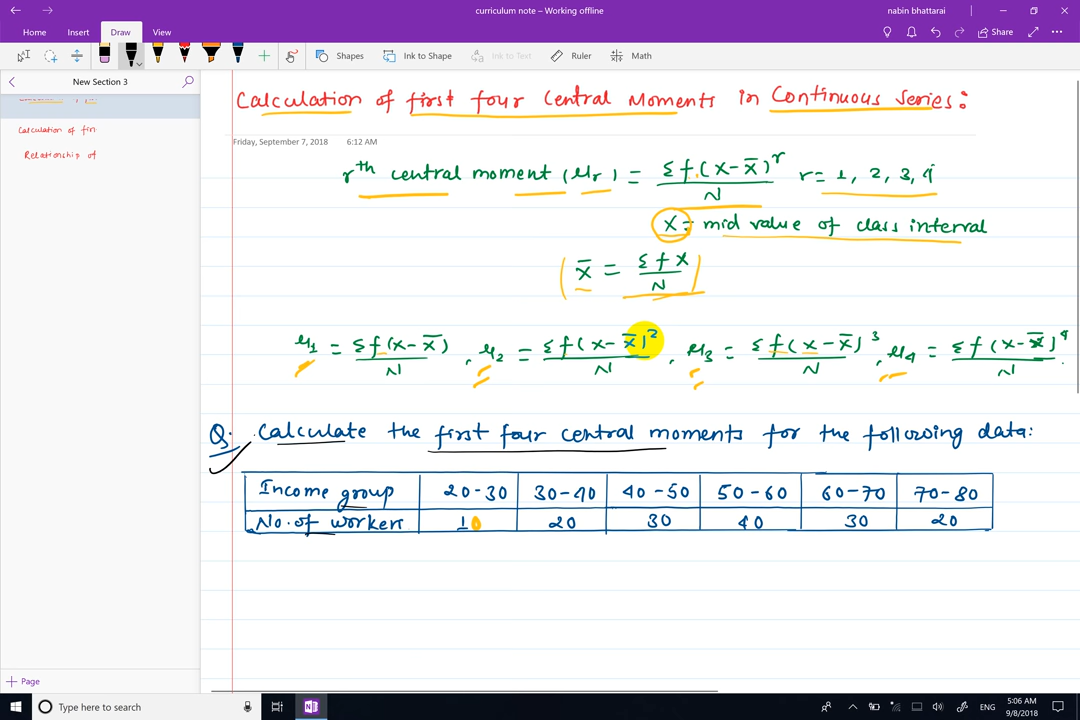 curriculum note – Working offline
nabin bhattarai
Home Insert Draw View
Share
Shapes Ink to Shape Ink to Text Ruler Math
New Section 3
Calculation of fin
Relationship of
Page
Calculation of first four Central Moments in Continuous Series:
Friday, September 7, 2018 6:12 AM
rth central moment (μr) = Σf(x-x̄)^r / N r = 1, 2, 3, 4
x = mid value of class interval
(x̄ = Σfx / N)
μ1 = Σf(x-x̄) / N , μ2 = Σf(x-x̄)² / N , μ3 = Σf(x-x̄)³ / N , μ4 = Σf(x-x̄)⁴ / N .
Q. Calculate the first four central moments for the following data:
Income group 20-30 30-40 40-50 50-60 60-70 70-80
No. of workers 10 20 30 40 30 20
Type here to search
5:06 AM
9/8/2018